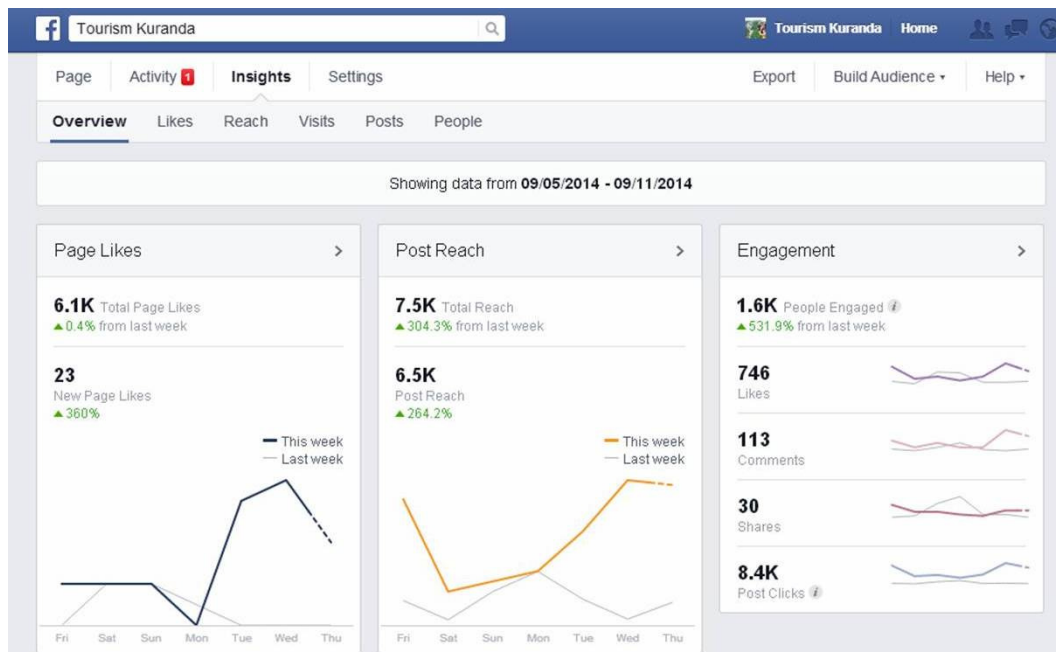 f Tourism Kuranda Tourism Kuranda Home
Page Activity 1 Insights Settings Export Build Audience Help
Overview Likes Reach Visits Posts People
Showing data from 09/05/2014 - 09/11/2014
Page Likes
6.1K Total Page Likes
0.4% from last week
23
New Page Likes
360%
This week
Last week
Fri Sat Sun Mon Tue Wed Thu
Post Reach
7.5K Total Reach
304.3% from last week
6.5K
Post Reach
264.2%
This week
Last week
Fri Sat Sun Mon Tue Wed Thu
Engagement
1.6K People Engaged i
531.9% from last week
746
Likes
113
Comments
30
Shares
8.4K
Post Clicks i